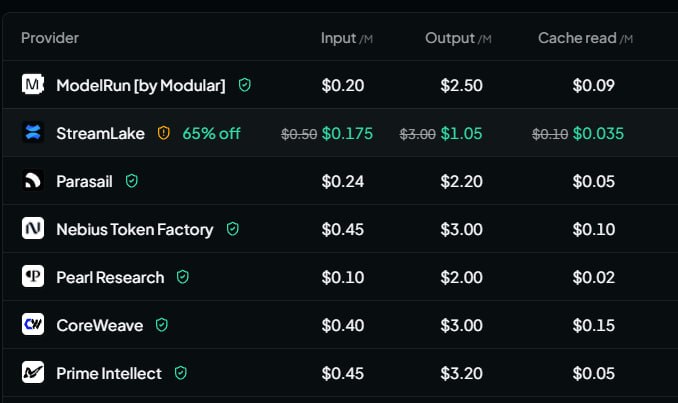 Provider Input /M Output /M Cache read /M
ModelRun [by Modular] $0.20 $2.50 $0.09
StreamLake 65% off $0.50 $0.175 $3.00 $1.05 $0.10 $0.035
Parasail $0.24 $2.20 $0.05
Nebius Token Factory $0.45 $3.00 $0.10
Pearl Research $0.10 $2.00 $0.02
CoreWeave $0.40 $3.00 $0.15
Prime Intellect $0.45 $3.20 $0.05